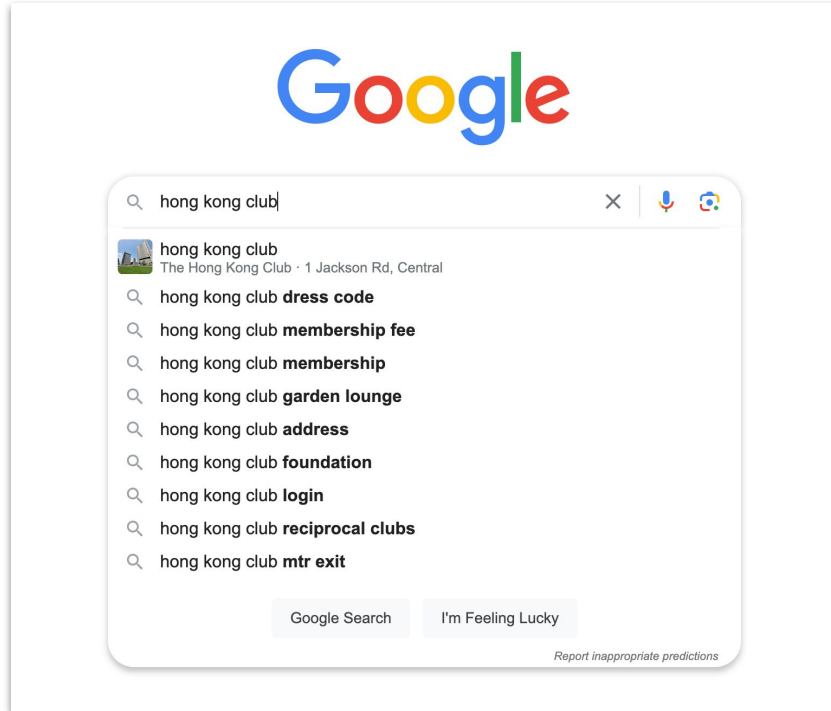 Google
hong kong club
hong kong club
The Hong Kong Club · 1 Jackson Rd, Central
hong kong club dress code
hong kong club membership fee
hong kong club membership
hong kong club garden lounge
hong kong club address
hong kong club foundation
hong kong club login
hong kong club reciprocal clubs
hong kong club mtr exit
Google Search
I'm Feeling Lucky
Report inappropriate predictions